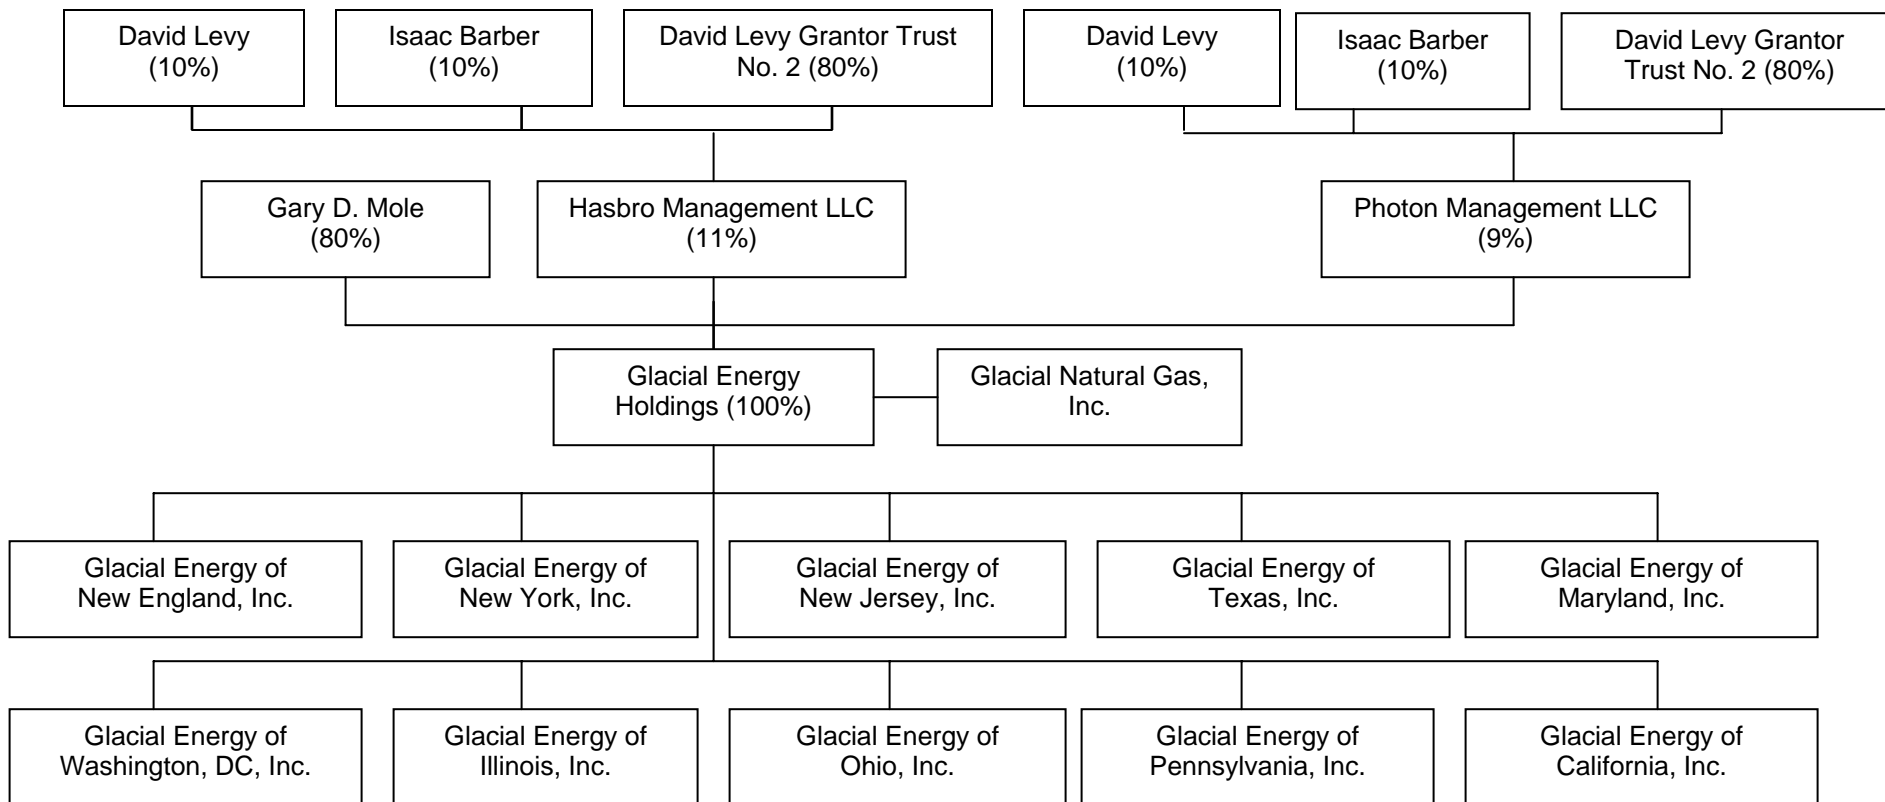 David Levy
(10%)
Isaac Barber
(10%)
David Levy Grantor Trust
No. 2 (80%)
David Levy
(10%)
Isaac Barber
(10%)
David Levy Grantor
Trust No. 2 (80%)
Gary D. Mole
(80%)
Hasbro Management LLC
(11%)
Photon Management LLC
(9%)
Glacial Energy
Holdings (100%)
Glacial Natural Gas,
Inc.
Glacial Energy of
New England, Inc.
Glacial Energy of
New York, Inc.
Glacial Energy of
New Jersey, Inc.
Glacial Energy of
Texas, Inc.
Glacial Energy of
Maryland, Inc.
Glacial Energy of
Washington, DC, Inc.
Glacial Energy of
Illinois, Inc.
Glacial Energy of
Ohio, Inc.
Glacial Energy of
Pennsylvania, Inc.
Glacial Energy of
California, Inc.